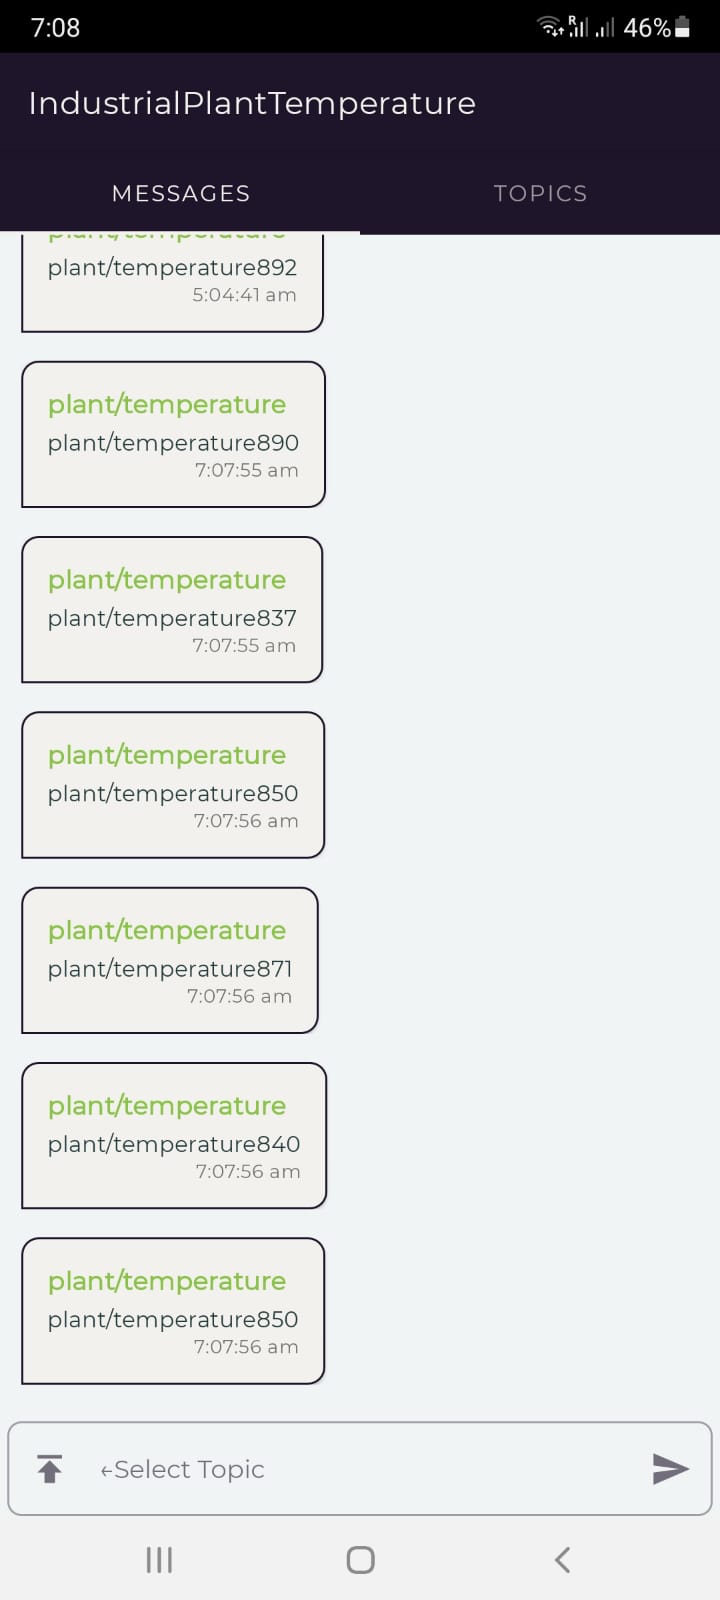 7:08 R 46%
IndustrialPlantTemperature
MESSAGES TOPICS
plant/temperature
plant/temperature892
5:04:41 am
plant/temperature
plant/temperature890
7:07:55 am
plant/temperature
plant/temperature837
7:07:55 am
plant/temperature
plant/temperature850
7:07:56 am
plant/temperature
plant/temperature871
7:07:56 am
plant/temperature
plant/temperature840
7:07:56 am
plant/temperature
plant/temperature850
7:07:56 am
←Select Topic